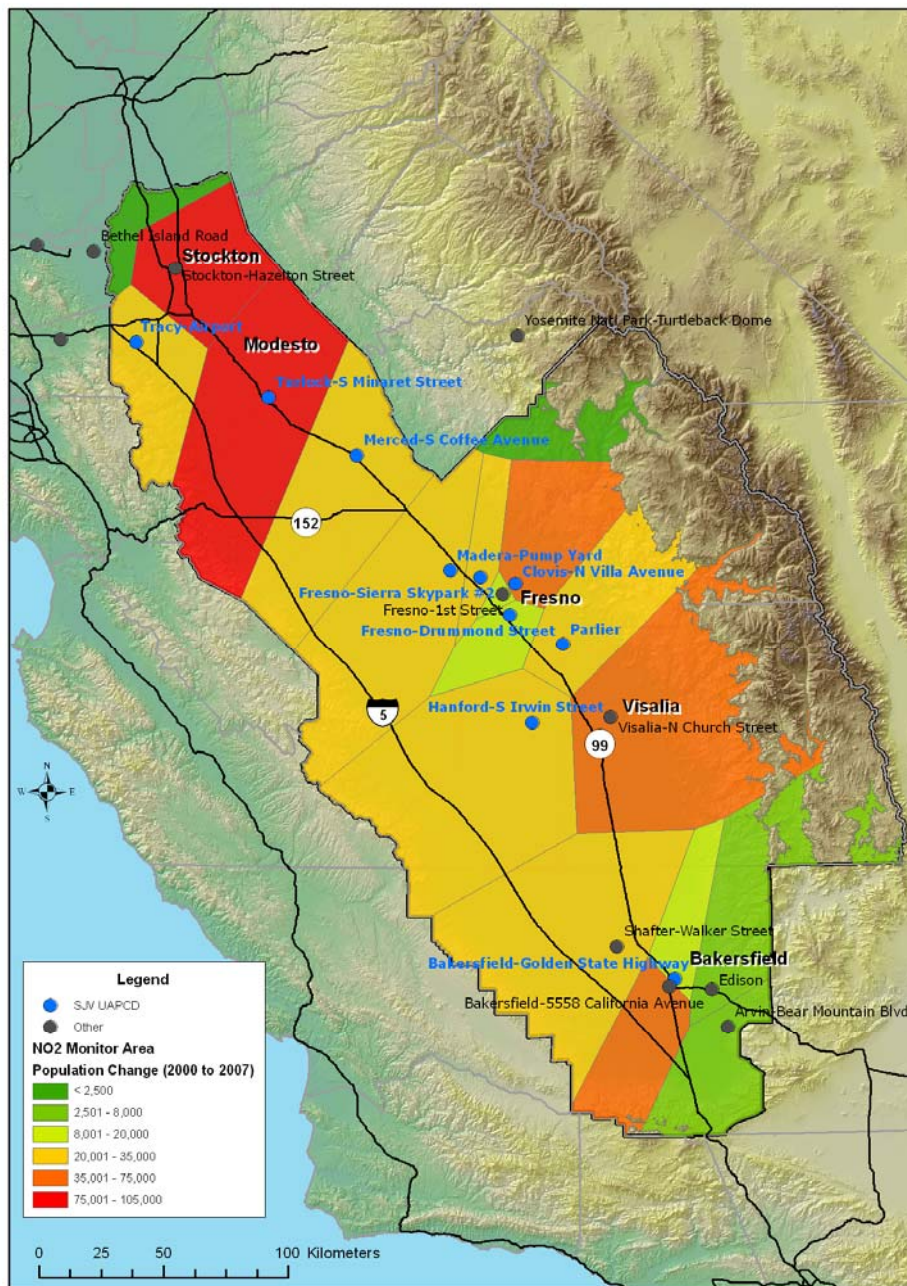 Bethel Island Road
Stockton
Stockton-Hazelton Street
Tracy-Airport
Yosemite Natl Park-Turtleback Dome
Modesto
Turlock-S Minaret Street
Merced-S Coffee Avenue
152
Madera-Pump Yard
Clovis-N Villa Avenue
Fresno-Sierra Skypark #2
Fresno
Fresno-1st Street
Fresno-Drummond Street
Parlier
Hanford-S Irwin Street
Visalia
Visalia-N Church Street
5
99
N
W
E
S
Shafter-Walker Street
Bakersfield-Golden State Highway
Bakersfield
Edison
Bakersfield-5558 California Avenue
Arvin-Bear Mountain Blvd
Legend
SJV UAPCD
Other
NO2 Monitor Area
Population Change (2000 to 2007)
< 2,500
2,501 - 8,000
8,001 - 20,000
20,001 - 35,000
35,001 - 75,000
75,001 - 105,000
0 25 50 100 Kilometers